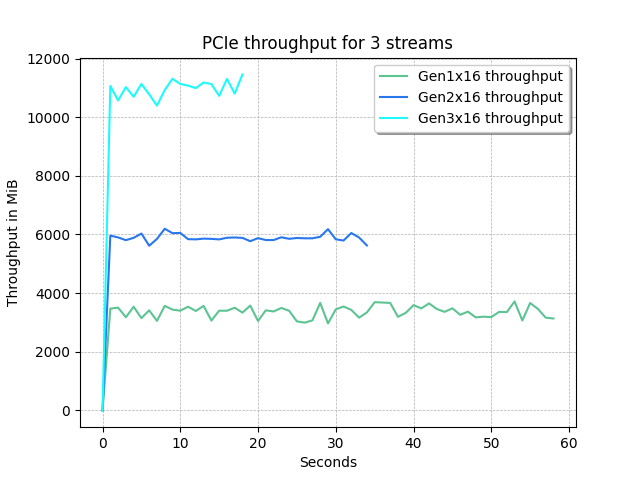 PCIe throughput for 3 streams
Gen1x16 throughput
Gen2x16 throughput
Gen3x16 throughput
Throughput in MiB
12000
10000
8000
6000
4000
2000
0
0 10 20 30 40 50 60
Seconds